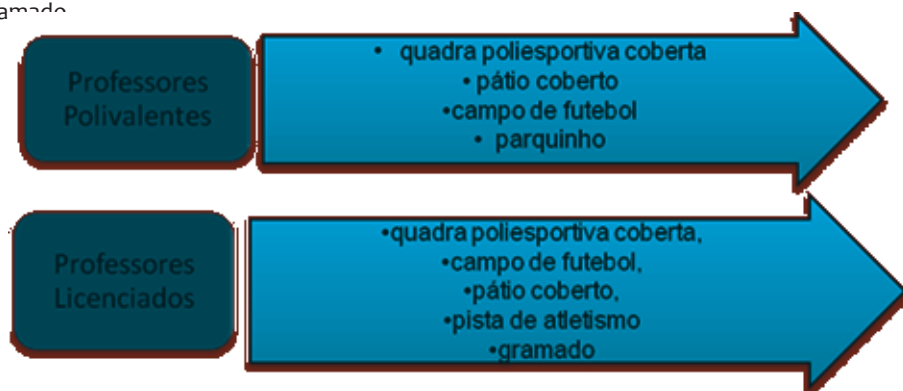 Professores
Polivalentes
• quadra poliesportiva coberta
• pátio coberto
•campo de futebol
• parquinho
Professores
Licenciados
•quadra poliesportiva coberta,
•campo de futebol,
•pátio coberto,
•pista de atletismo
•gramado